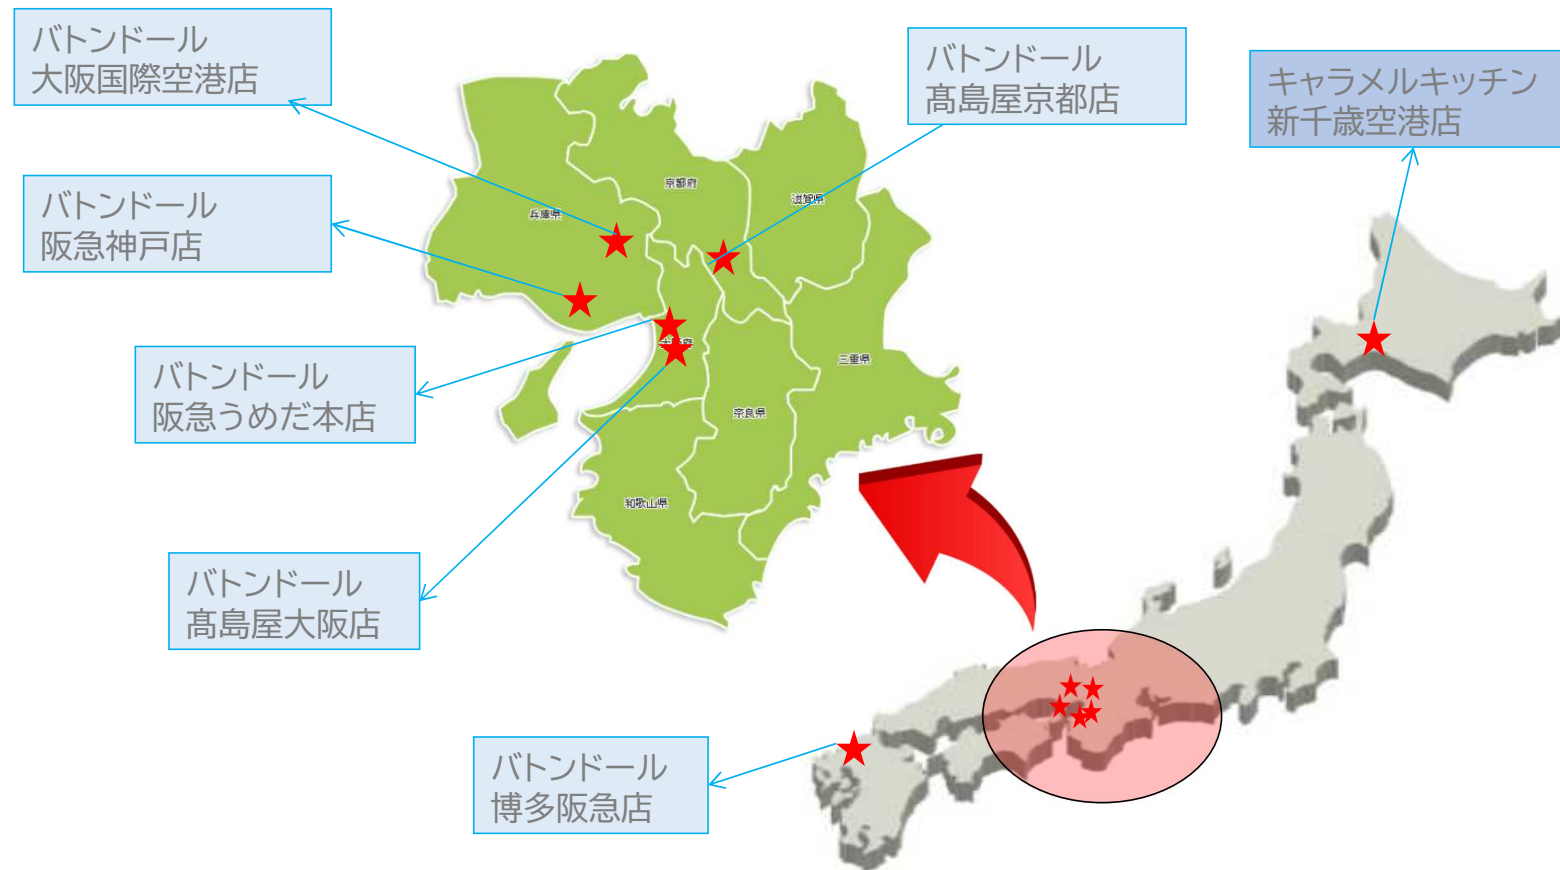 バトンドール
大阪国際空港店
バトンドール
髙島屋京都店
キャラメルキッチン
新千歳空港店
バトンドール
阪急神戸店
バトンドール
阪急うめだ本店
バトンドール
髙島屋大阪店
バトンドール
博多阪急店
京都府
滋賀県
兵庫県
三重県
奈良県
和歌山県